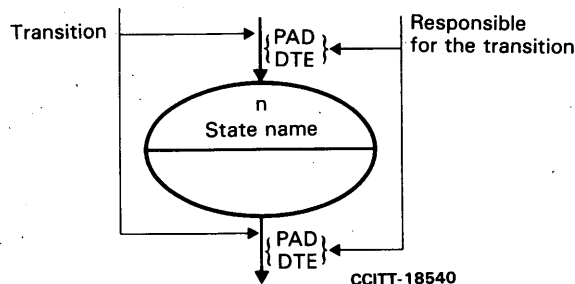 Transition
PAD
DTE
Responsible
for the transition
n
State name
PAD
DTE
CCITT-18540